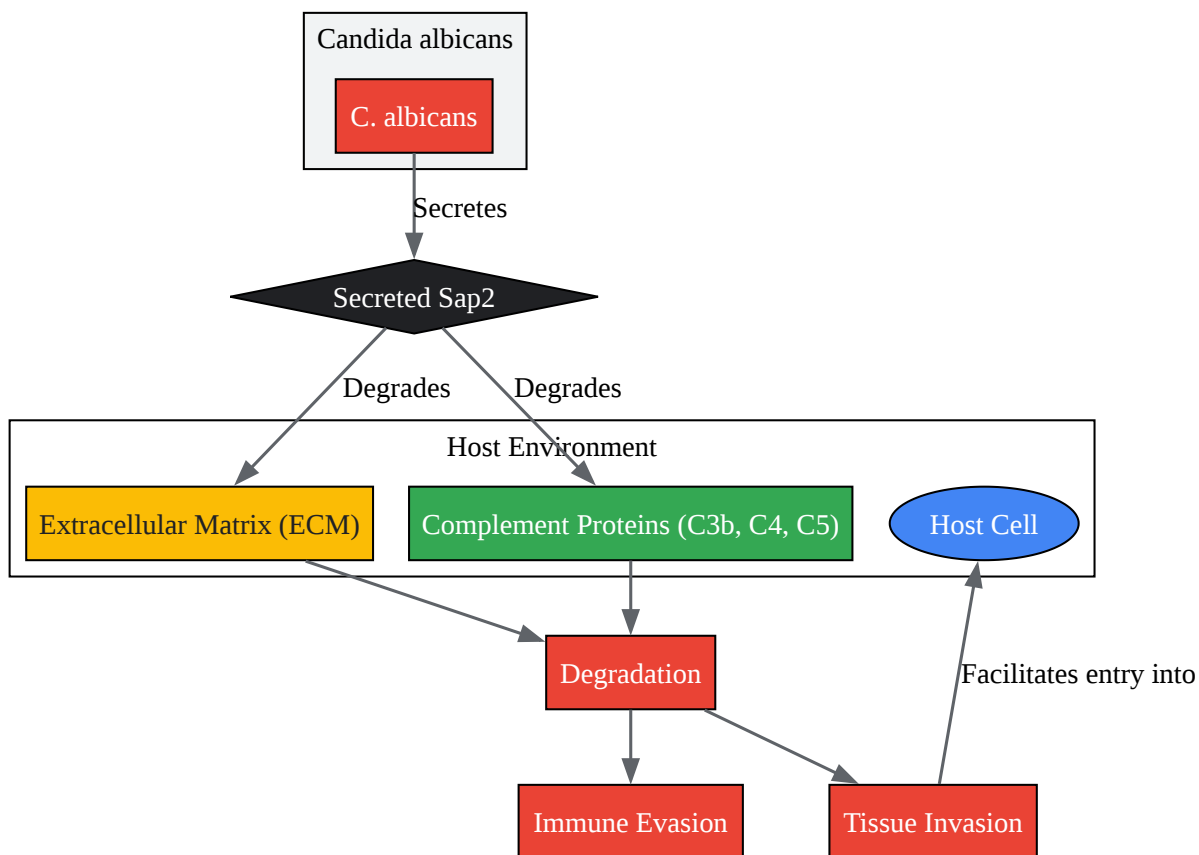 Candida albicans
C. albicans
Secretes
Secreted Sap2
Degrades
Degrades
Host Environment
Extracellular Matrix (ECM)
Complement Proteins (C3b, C4, C5)
Host Cell
Degradation
Facilitates entry into
Immune Evasion
Tissue Invasion